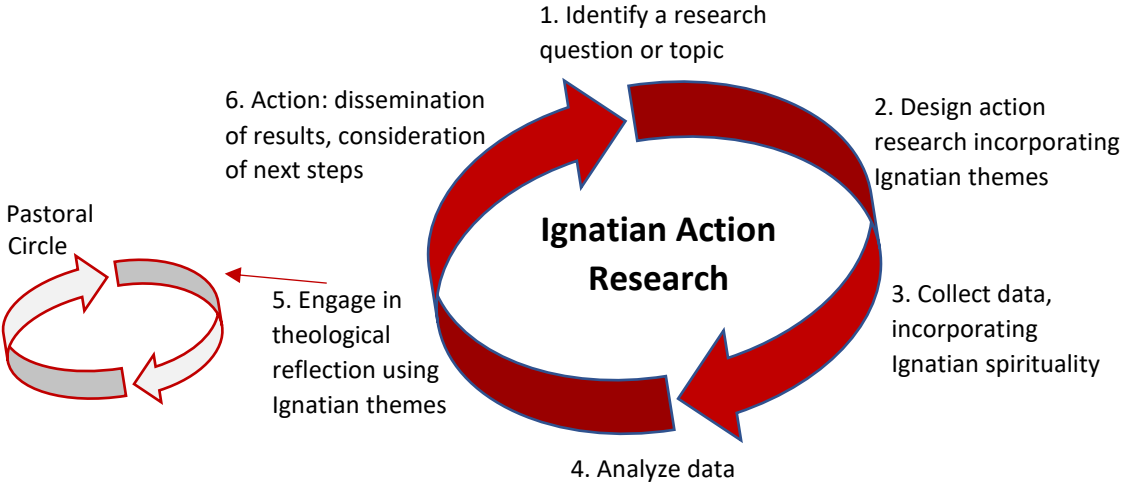 1. Identify a research
question or topic
2. Design action
research incorporating
Ignatian themes
3. Collect data,
incorporating
Ignatian spirituality
4. Analyze data
5. Engage in
theological
reflection using
Ignatian themes
6. Action: dissemination
of results, consideration
of next steps
Pastoral
Circle
Ignatian Action
Research